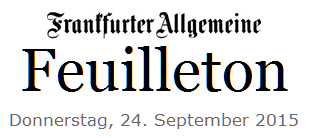 Frankfurter Allgemeine
Feuilleton
Donnerstag, 24. September 2015